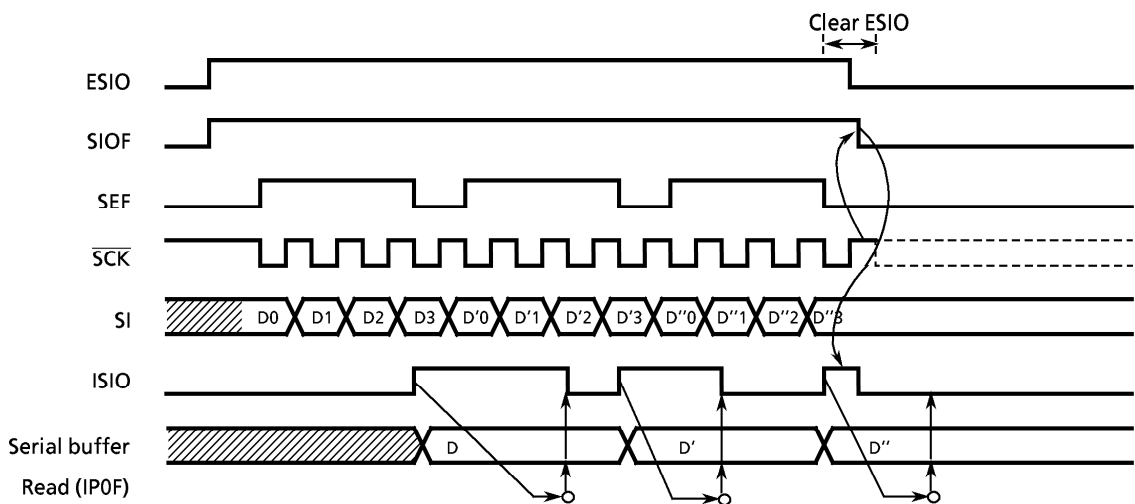 Clear ESIO
ESIO
SIOF
SEF
SCK
SI D0 D1 D2 D3 D'0 D'1 D'2 D'3 D''0 D''1 D''2 D''3
ISIO
Serial buffer D D' D''
Read (IP0F)